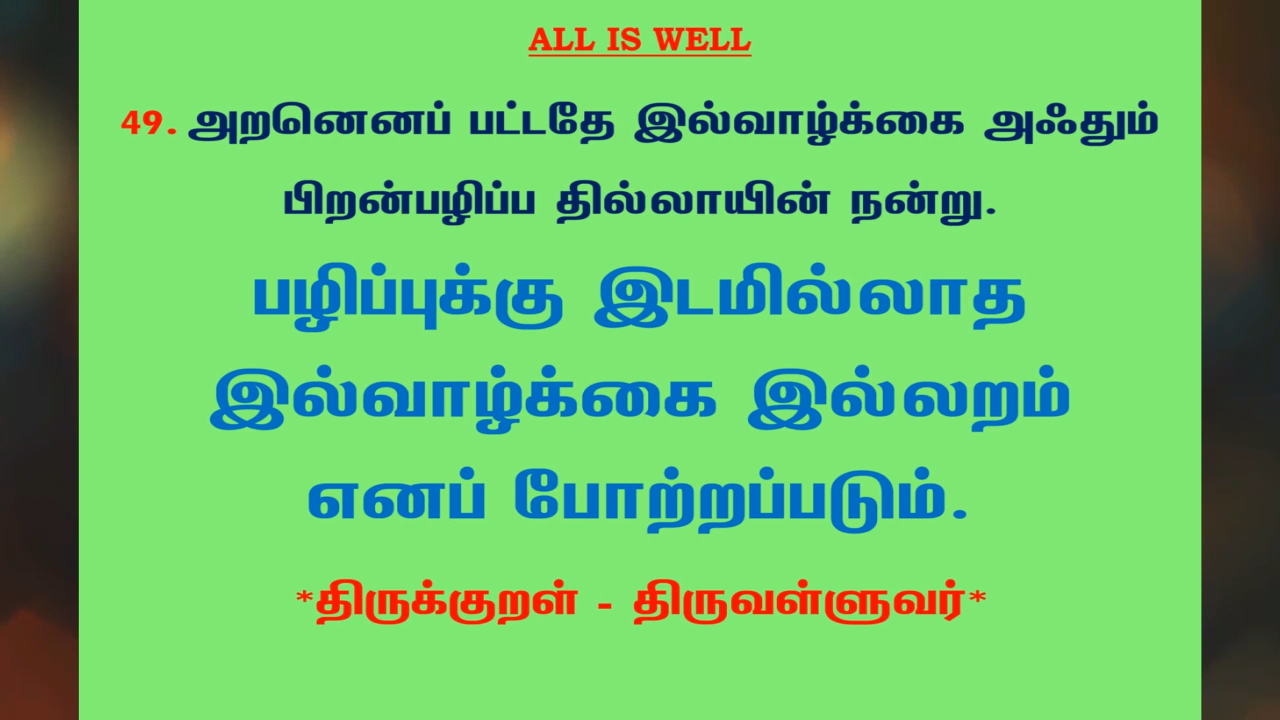 ALL IS WELL
49. அறனெனப் பட்டதே இல்வாழ்க்கை அஃதும்
பிறன்பழிப்ப தில்லாயின் நன்று.
பழிப்புக்கு இடமில்லாத
இல்வாழ்க்கை இல்லறம்
எனப் போற்றப்படும்.
*திருக்குறள் - திருவள்ளுவர்*